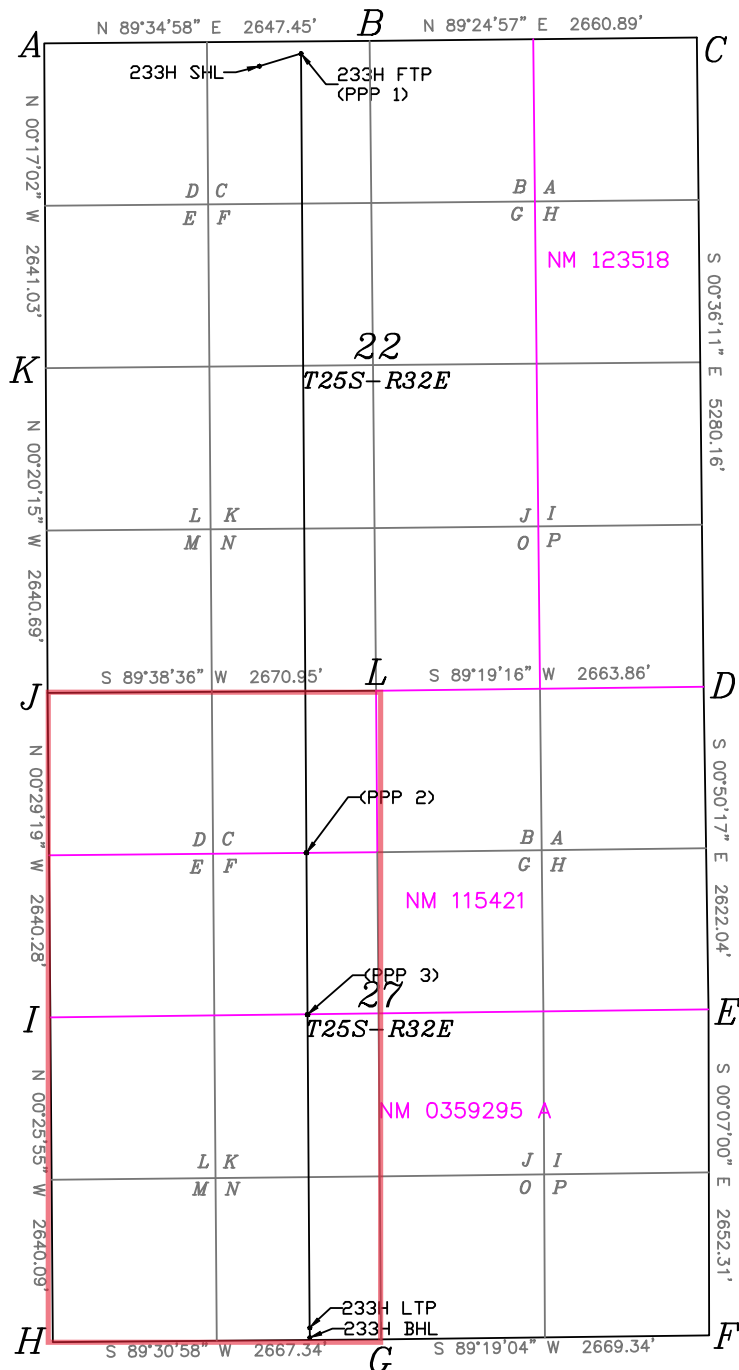 N 89°34'58" E 2647.45'
B
N 89°24'57" E 2660.89'
A
C
233H SHL
233H FTP
(PPP 1)
N 00°17'02" W 2641.03'
D C
B A
E F
G H
NM 123518
S 00°36'11" E 5280.16'
22
K
T25S-R32E
N 00°20'15" W 2640.69'
L K
J I
M N
O P
S 89°38'36" W 2670.95'
L
S 89°19'16" W 2663.86'
J
D
N 00°29'19" W 2640.28'
S 00°50'17" E 2622.04'
(PPP 2)
D C
B A
E F
G H
NM 115421
(PPP 3)
27
I
E
T25S-R32E
N 00°25'55" W 2640.09'
S 00°07'00" E 2652.31'
NM 0359295 A
L K
J I
M N
O P
233H LTP
233H BHL
H
F
S 89°30'58" W 2667.34'
G
S 89°19'04" W 2669.34'